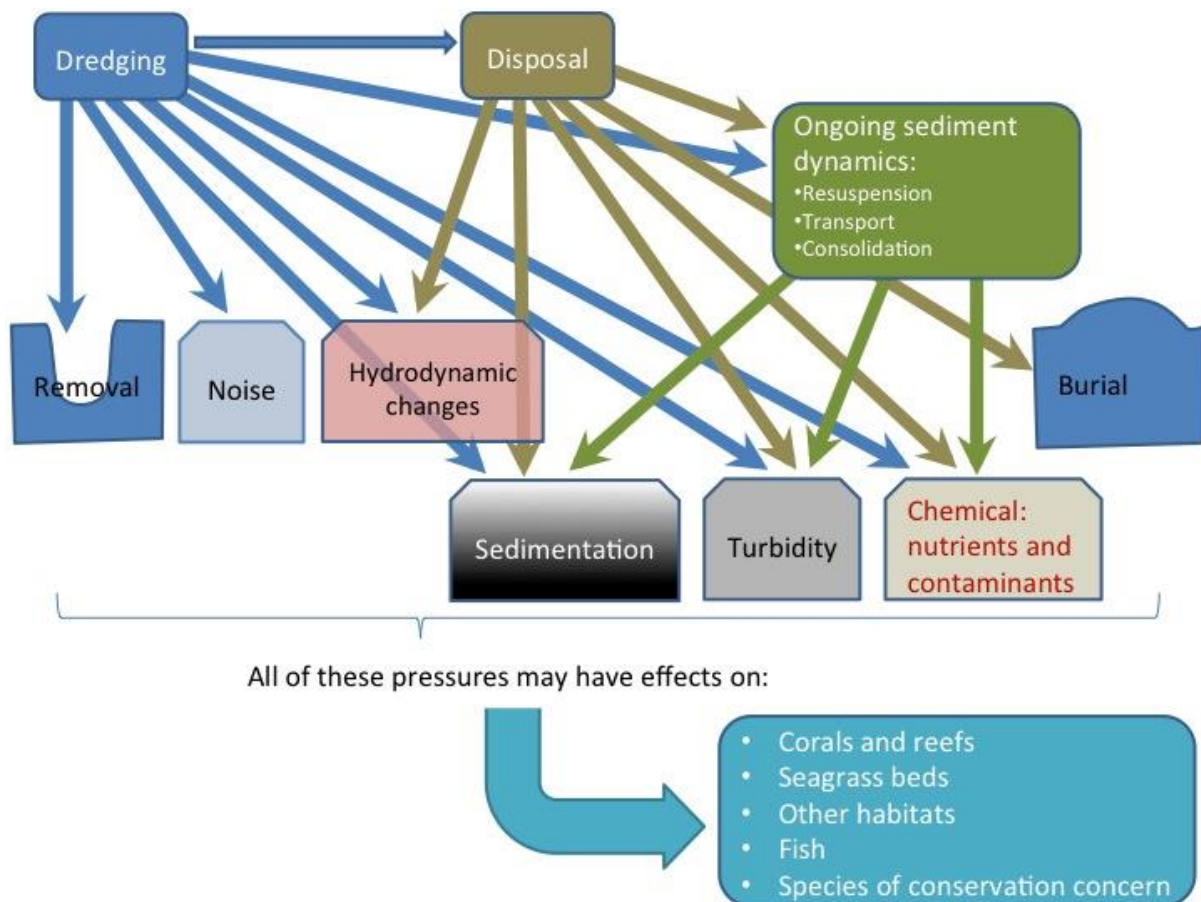 Dredging
Disposal
Ongoing sediment
dynamics:
•Resuspension
•Transport
•Consolidation
Removal
Noise
Hydrodynamic
changes
Burial
Sedimentation
Turbidity
Chemical:
nutrients and
contaminants
All of these pressures may have effects on:
• Corals and reefs
• Seagrass beds
• Other habitats
• Fish
• Species of conservation concern